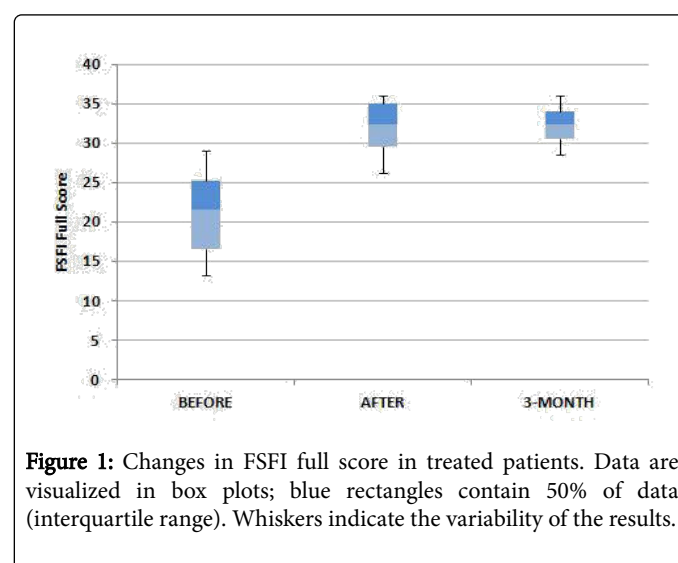 40
35
30
25
20
15
10
5
0
FSFI Full Score
BEFORE AFTER 3-MONTH
Figure 1: Changes in FSFI full score in treated patients. Data are
visualized in box plots; blue rectangles contain 50% of data
(interquartile range). Whiskers indicate the variability of the results.